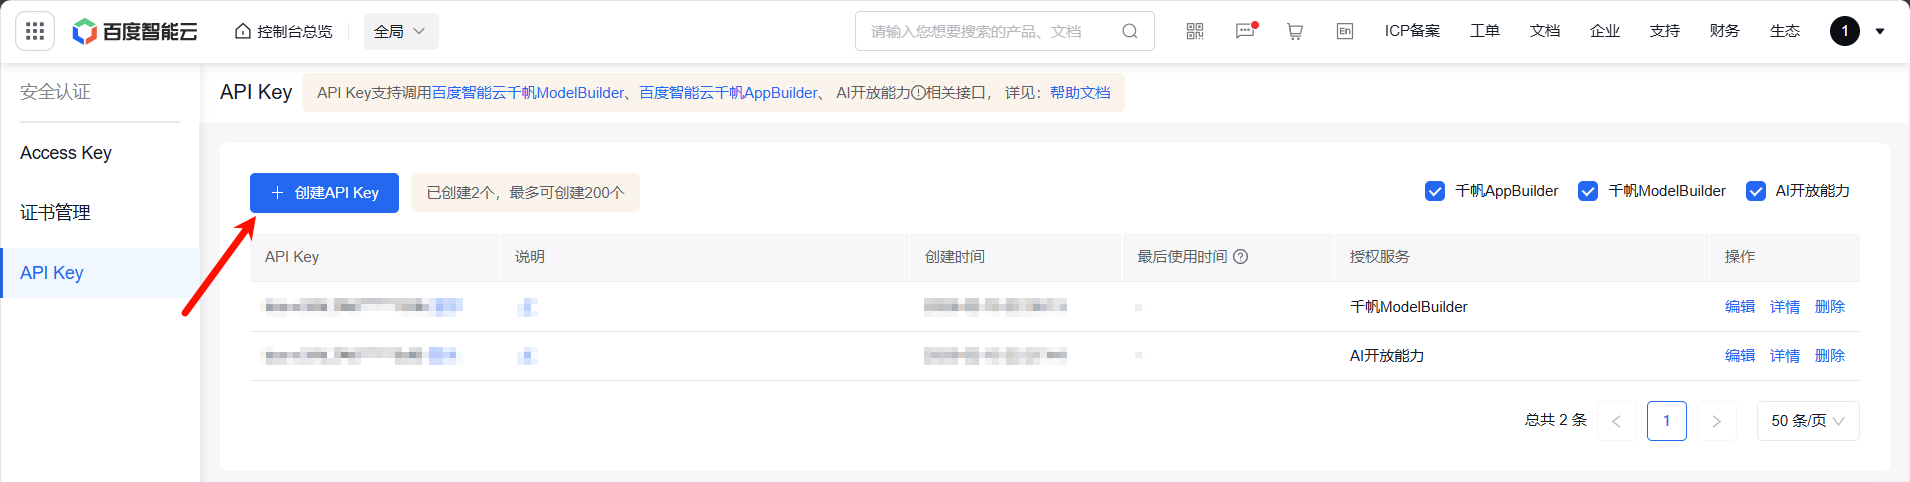 百度智能云 控制台总览 全局 请输入您想要搜索的产品、文档 En ICP备案 工单 文档 企业 支持 财务 生态 1
安全认证
Access Key
证书管理
API Key
API Key API Key支持调用百度智能云千帆ModelBuilder、百度智能云千帆AppBuilder、 AI开放能力相关接口， 详见：帮助文档
创建API Key 已创建2个，最多可创建200个 千帆AppBuilder 千帆ModelBuilder AI开放能力
API Key 说明 创建时间 最后使用时间 授权服务 操作
千帆ModelBuilder 编辑 详情 删除
AI开放能力 编辑 详情 删除
总共 2 条 1 50 条/页